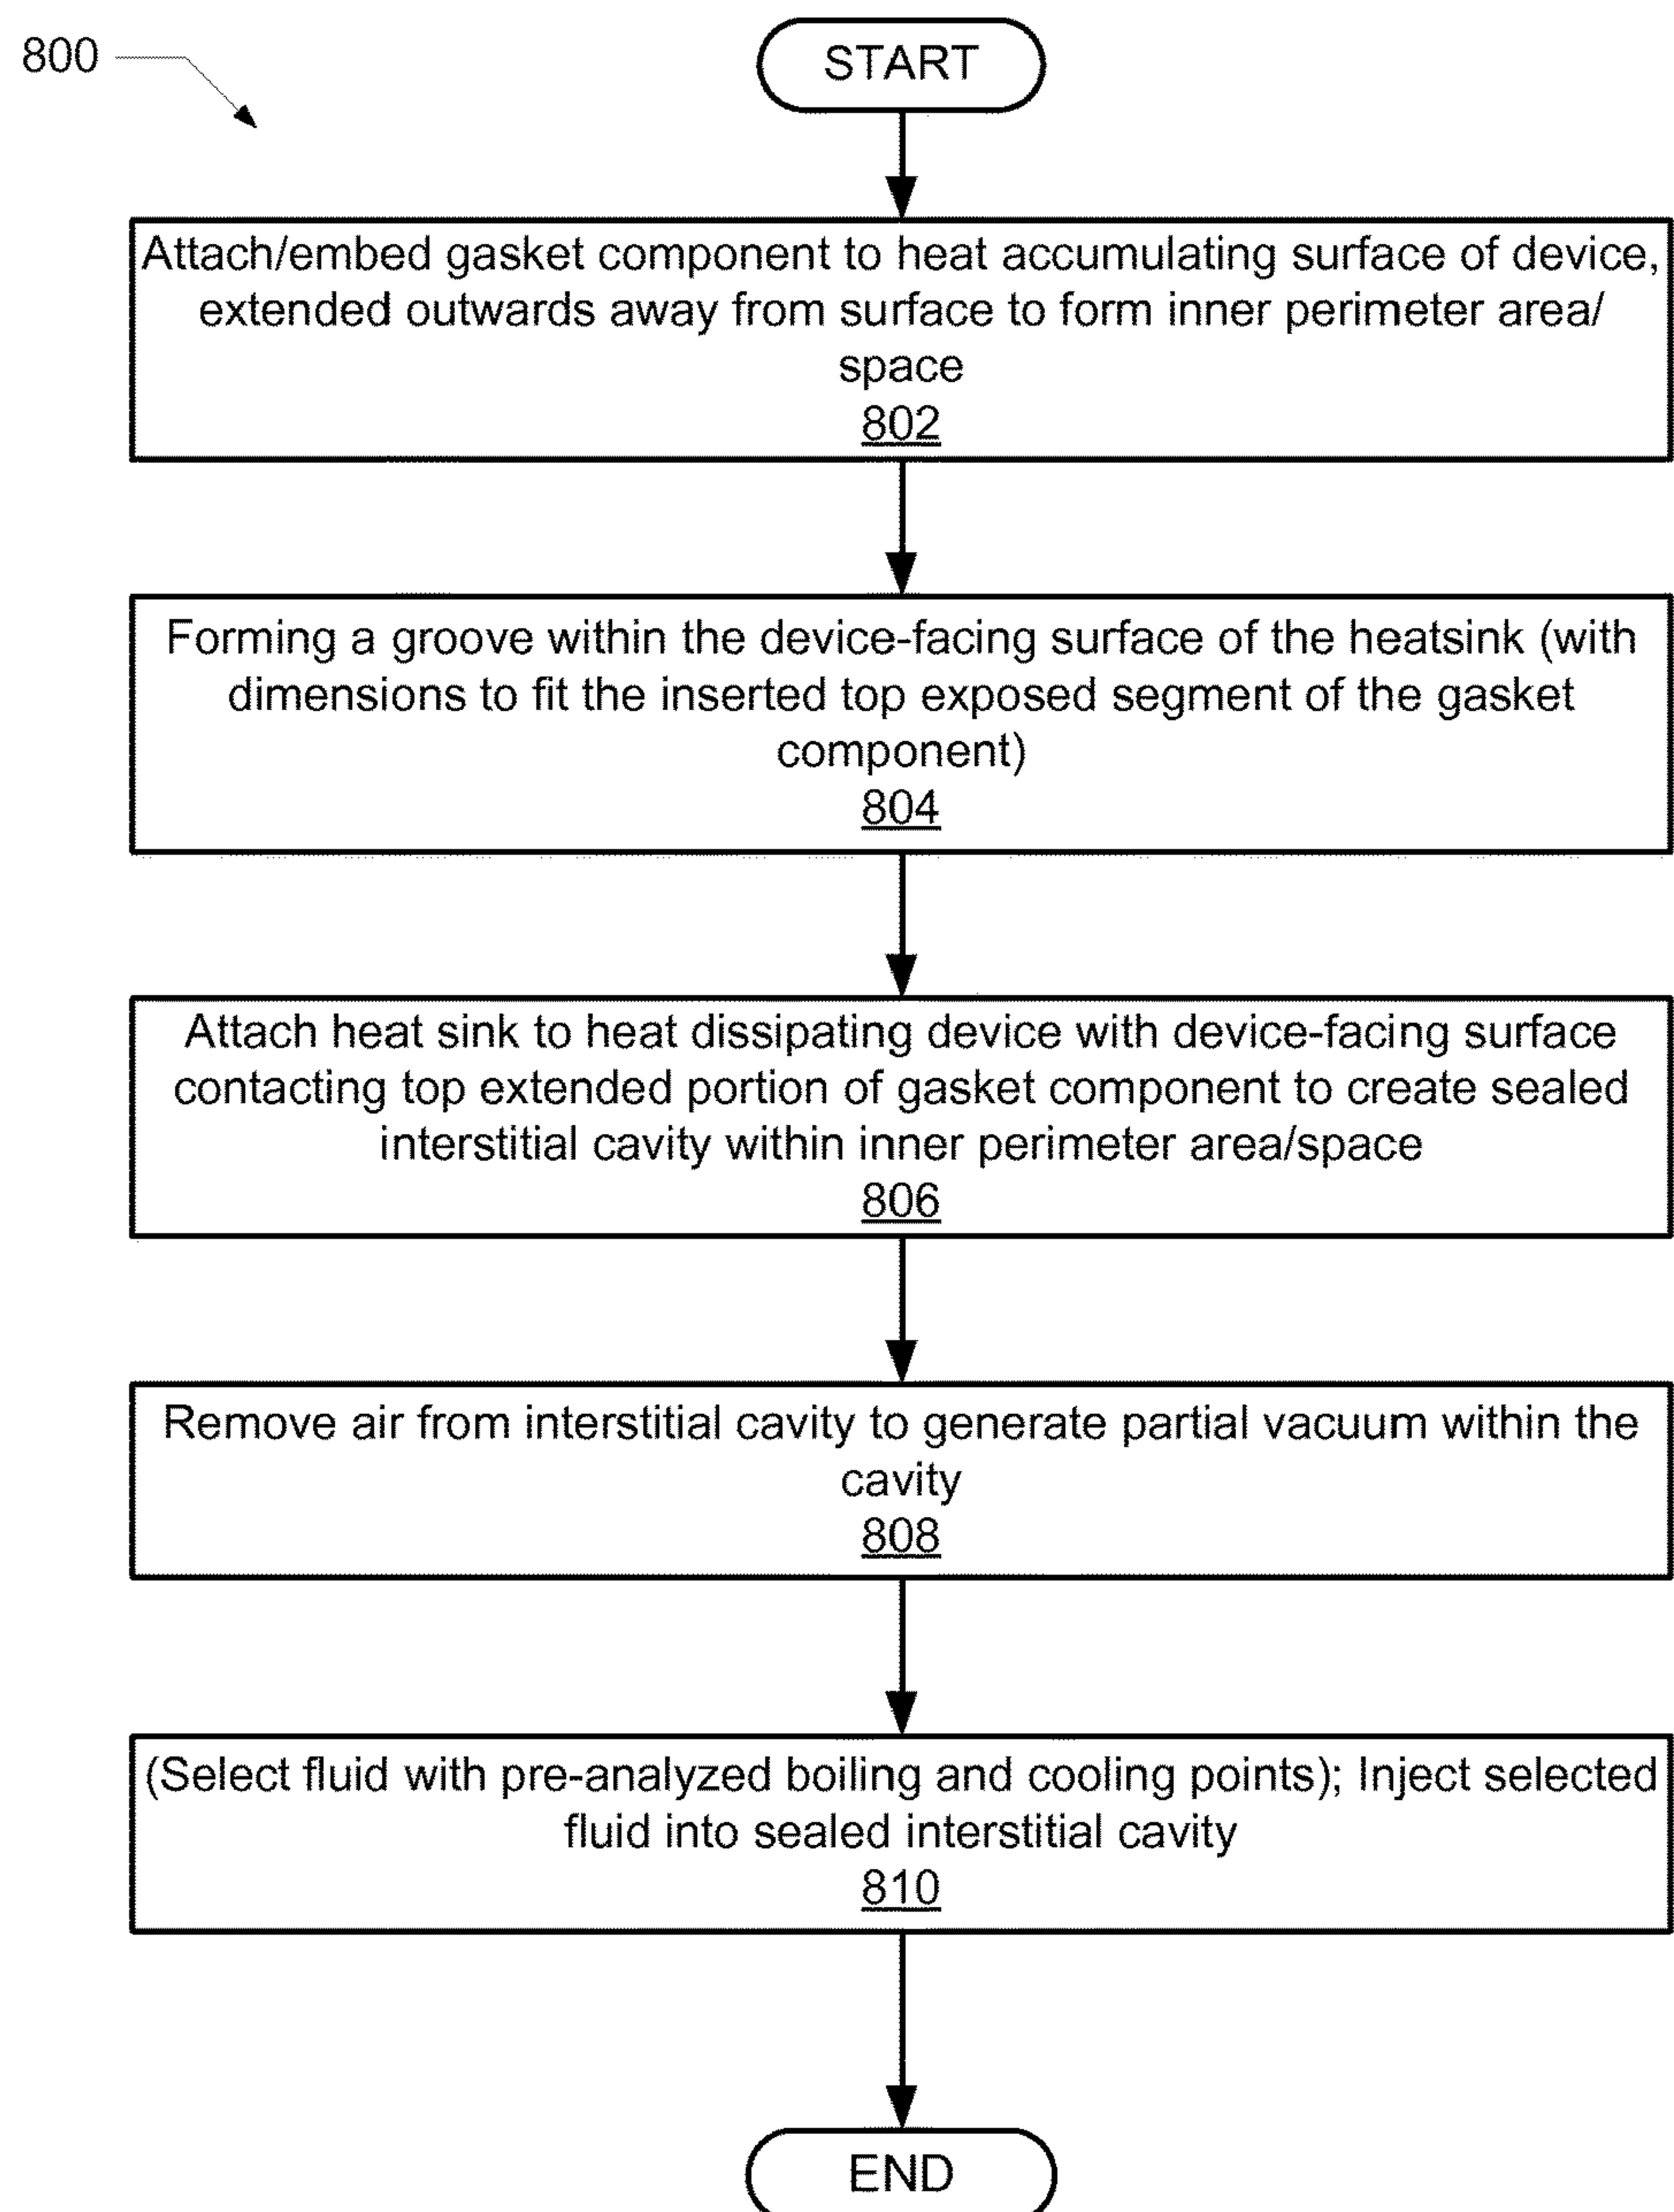 800
START
Attach/embed gasket component to heat accumulating surface of device,
extended outwards away from surface to form inner perimeter area/
space
802
Forming a groove within the device-facing surface of the heatsink (with
dimensions to fit the inserted top exposed segment of the gasket
component)
804
Attach heat sink to heat dissipating device with device-facing surface
contacting top extended portion of gasket component to create sealed
interstitial cavity within inner perimeter area/space
806
Remove air from interstitial cavity to generate partial vacuum within the
cavity
808
(Select fluid with pre-analyzed boiling and cooling points); Inject selected
fluid into sealed interstitial cavity
810
END